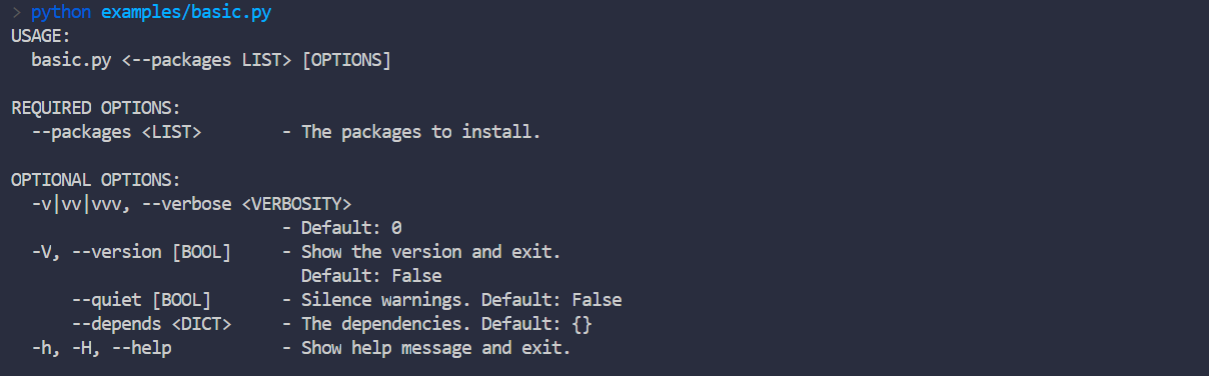 > python examples/basic.py
USAGE:
  basic.py <--packages LIST> [OPTIONS]

REQUIRED OPTIONS:
  --packages <LIST>        - The packages to install.

OPTIONAL OPTIONS:
  -v|vv|vvv, --verbose <VERBOSITY>
                           - Default: 0
  -V, --version [BOOL]     - Show the version and exit.
                             Default: False
      --quiet [BOOL]       - Silence warnings. Default: False
      --depends <DICT>     - The dependencies. Default: {}
  -h, -H, --help           - Show help message and exit.